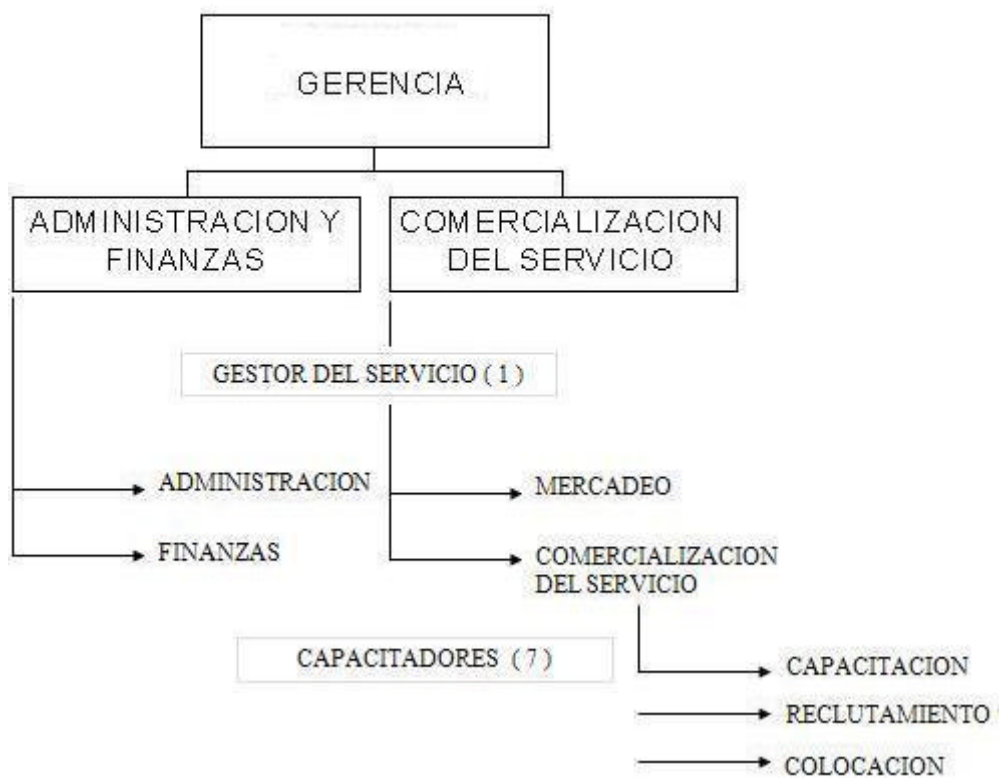 GERENCIA
ADMINISTRACION Y
FINANZAS
COMERCIALIZACION
DEL SERVICIO
GESTOR DEL SERVICIO ( 1 )
ADMINISTRACION
MERCADEO
FINANZAS
COMERCIALIZACION
DEL SERVICIO
CAPACITADORES ( 7 )
CAPACITACION
RECLUTAMIENTO
COLOCACION